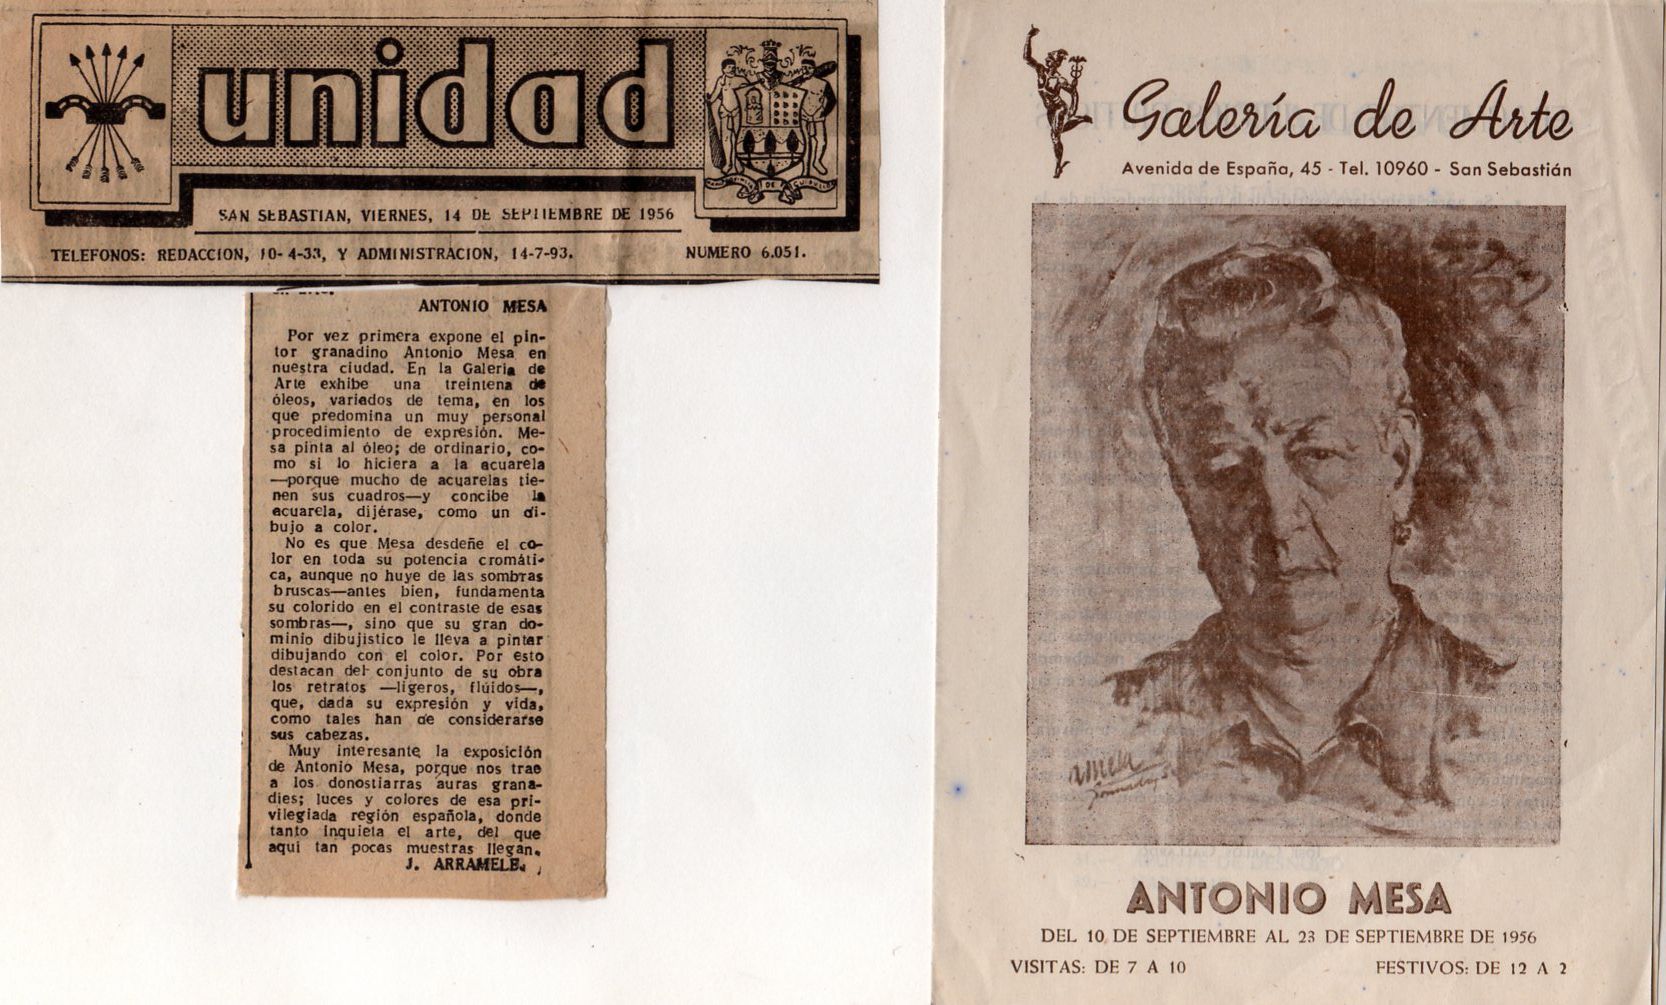 unidad
SAN SEBASTIAN, VIERNES, 14 DE SEPTIEMBRE DE 1956
TELEFONOS: REDACCION, 10-4-33, Y ADMINISTRACION, 14-7-93. NUMERO 6.051.
ANTONIO MESA
Por vez primera expone el pin-
tor granadino Antonio Mesa en
nuestra ciudad. En la Galeria de
Arte exhibe una treintena de
óleos, variados de tema, en los
que predomina un muy personal
procedimiento de expresión. Me-
sa pinta al óleo; de ordinario, co-
mo si lo hiciera a la acuarela
—porque mucho de acuarelas tie-
nen sus cuadros—y concibe la
acuarela, dijérase, como un di-
bujo a color.
No es que Mesa desdeñe el co-
lor en toda su potencia cromáti-
ca, aunque no huye de las sombras
bruscas—antes bien, fundamenta
su colorido en el contraste de esas
sombras—, sino que su gran do-
minio dibujistico le lleva a pintar
dibujando con el color. Por esto
destacan del conjunto de su obra
los retratos —ligeros, flúidos—,
que, dada su expresión y vida,
como tales han de considerarse
sus cabezas.
Muy interesante la exposición
de Antonio Mesa, porque nos trae
a los donostiarras auras grana-
dies; luces y colores de esa pri-
vilegiada región española, donde
tanto inquieta el arte, del que
aqui tan pocas muestras llegan.
J. ARRAMELE.
Galería de Arte
Avenida de España, 45 - Tel. 10960 - San Sebastián
amesa
ANTONIO MESA
DEL 10 DE SEPTIEMBRE AL 23 DE SEPTIEMBRE DE 1956
VISITAS: DE 7 A 10 FESTIVOS: DE 12 A 2